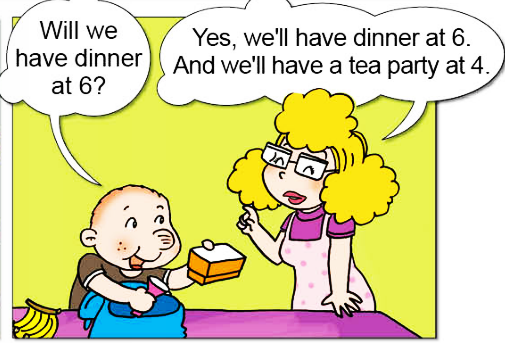 Will we
have dinner
at 6?
Yes, we'll have dinner at 6.
And we'll have a tea party at 4.